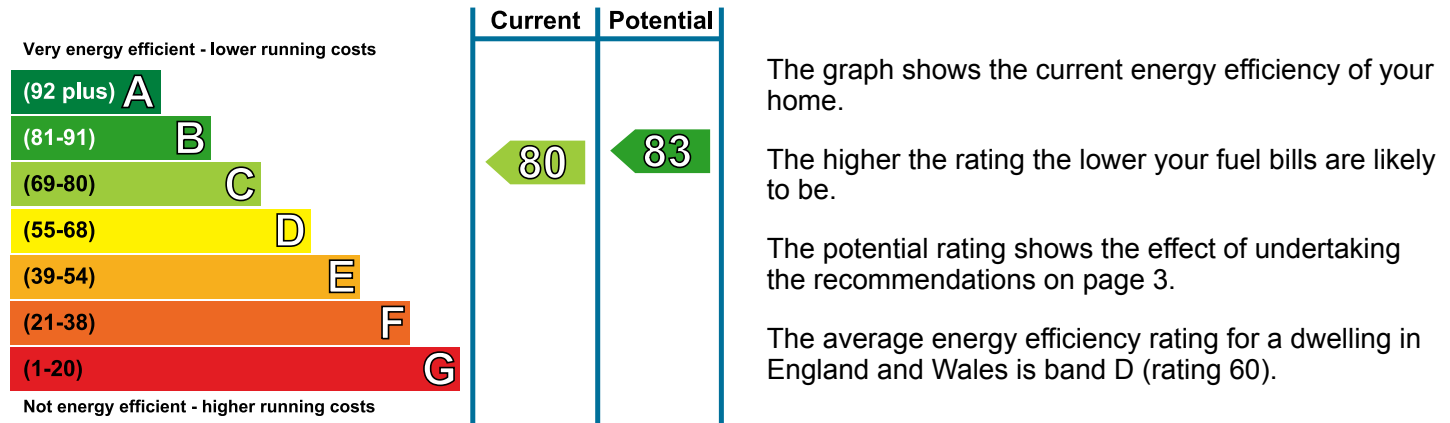 Current Potential
Very energy efficient - lower running costs
(92 plus) A
(81-91) B
(69-80) C
(55-68) D
(39-54) E
(21-38) F
(1-20) G
Not energy efficient - higher running costs
80
83
The graph shows the current energy efficiency of your
home.
The higher the rating the lower your fuel bills are likely
to be.
The potential rating shows the effect of undertaking
the recommendations on page 3.
The average energy efficiency rating for a dwelling in
England and Wales is band D (rating 60).